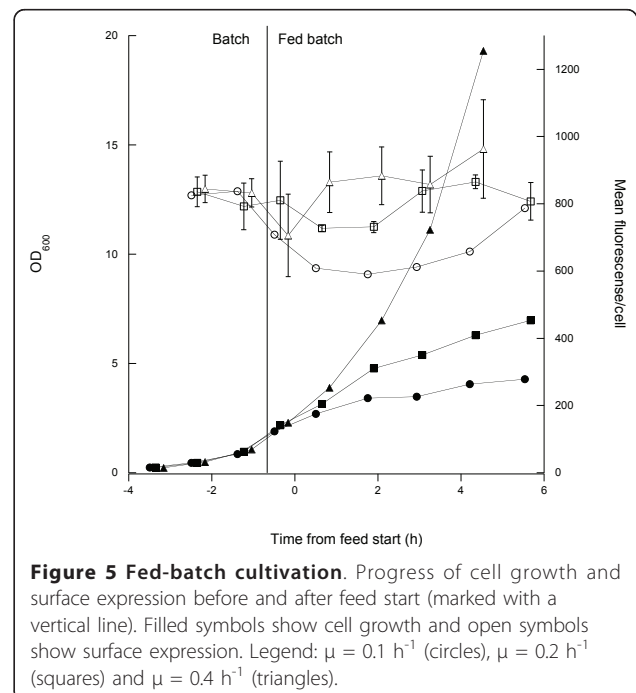 Batch Fed batch
20
15
10
5
0
OD600
1200
1000
800
600
400
200
0
Mean fluorescense/cell
-4 -2 0 2 4 6
Time from feed start (h)
Figure 5 Fed-batch cultivation. Progress of cell growth and
surface expression before and after feed start (marked with a
vertical line). Filled symbols show cell growth and open symbols
show surface expression. Legend: μ = 0.1 h-1 (circles), μ = 0.2 h-1
(squares) and μ = 0.4 h-1 (triangles).